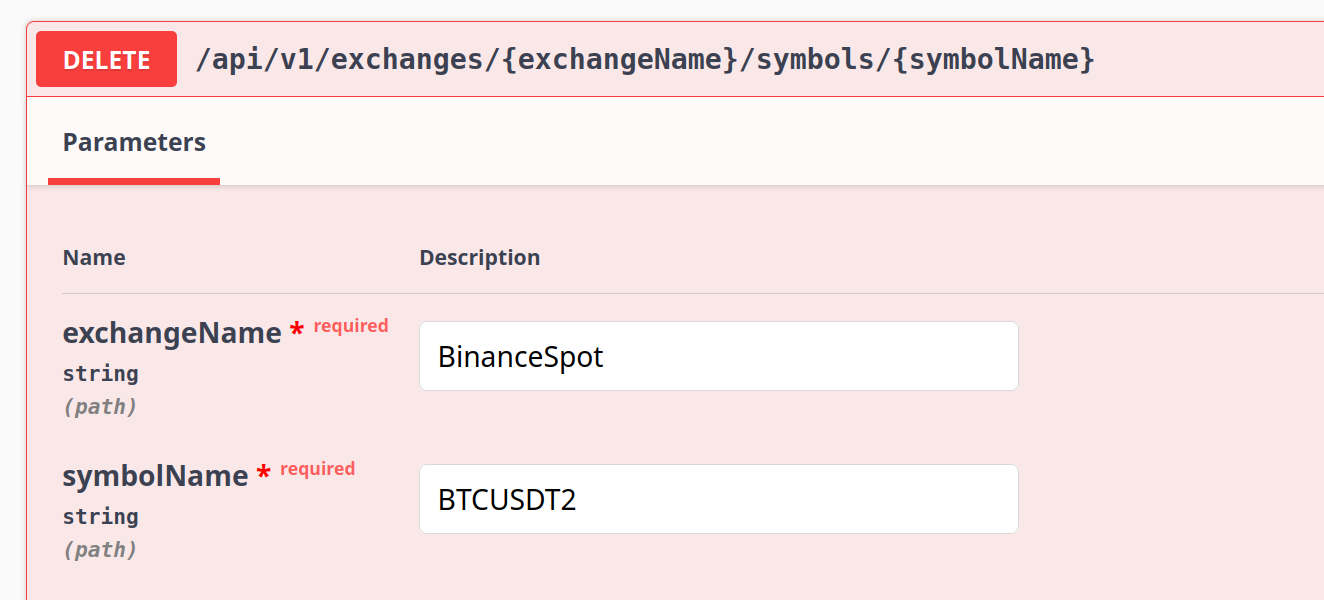 DELETE /api/v1/exchanges/{exchangeName}/symbols/{symbolName}
Parameters
Name Description
exchangeName * required
string
(path)
BinanceSpot
symbolName * required
string
(path)
BTCUSDT2